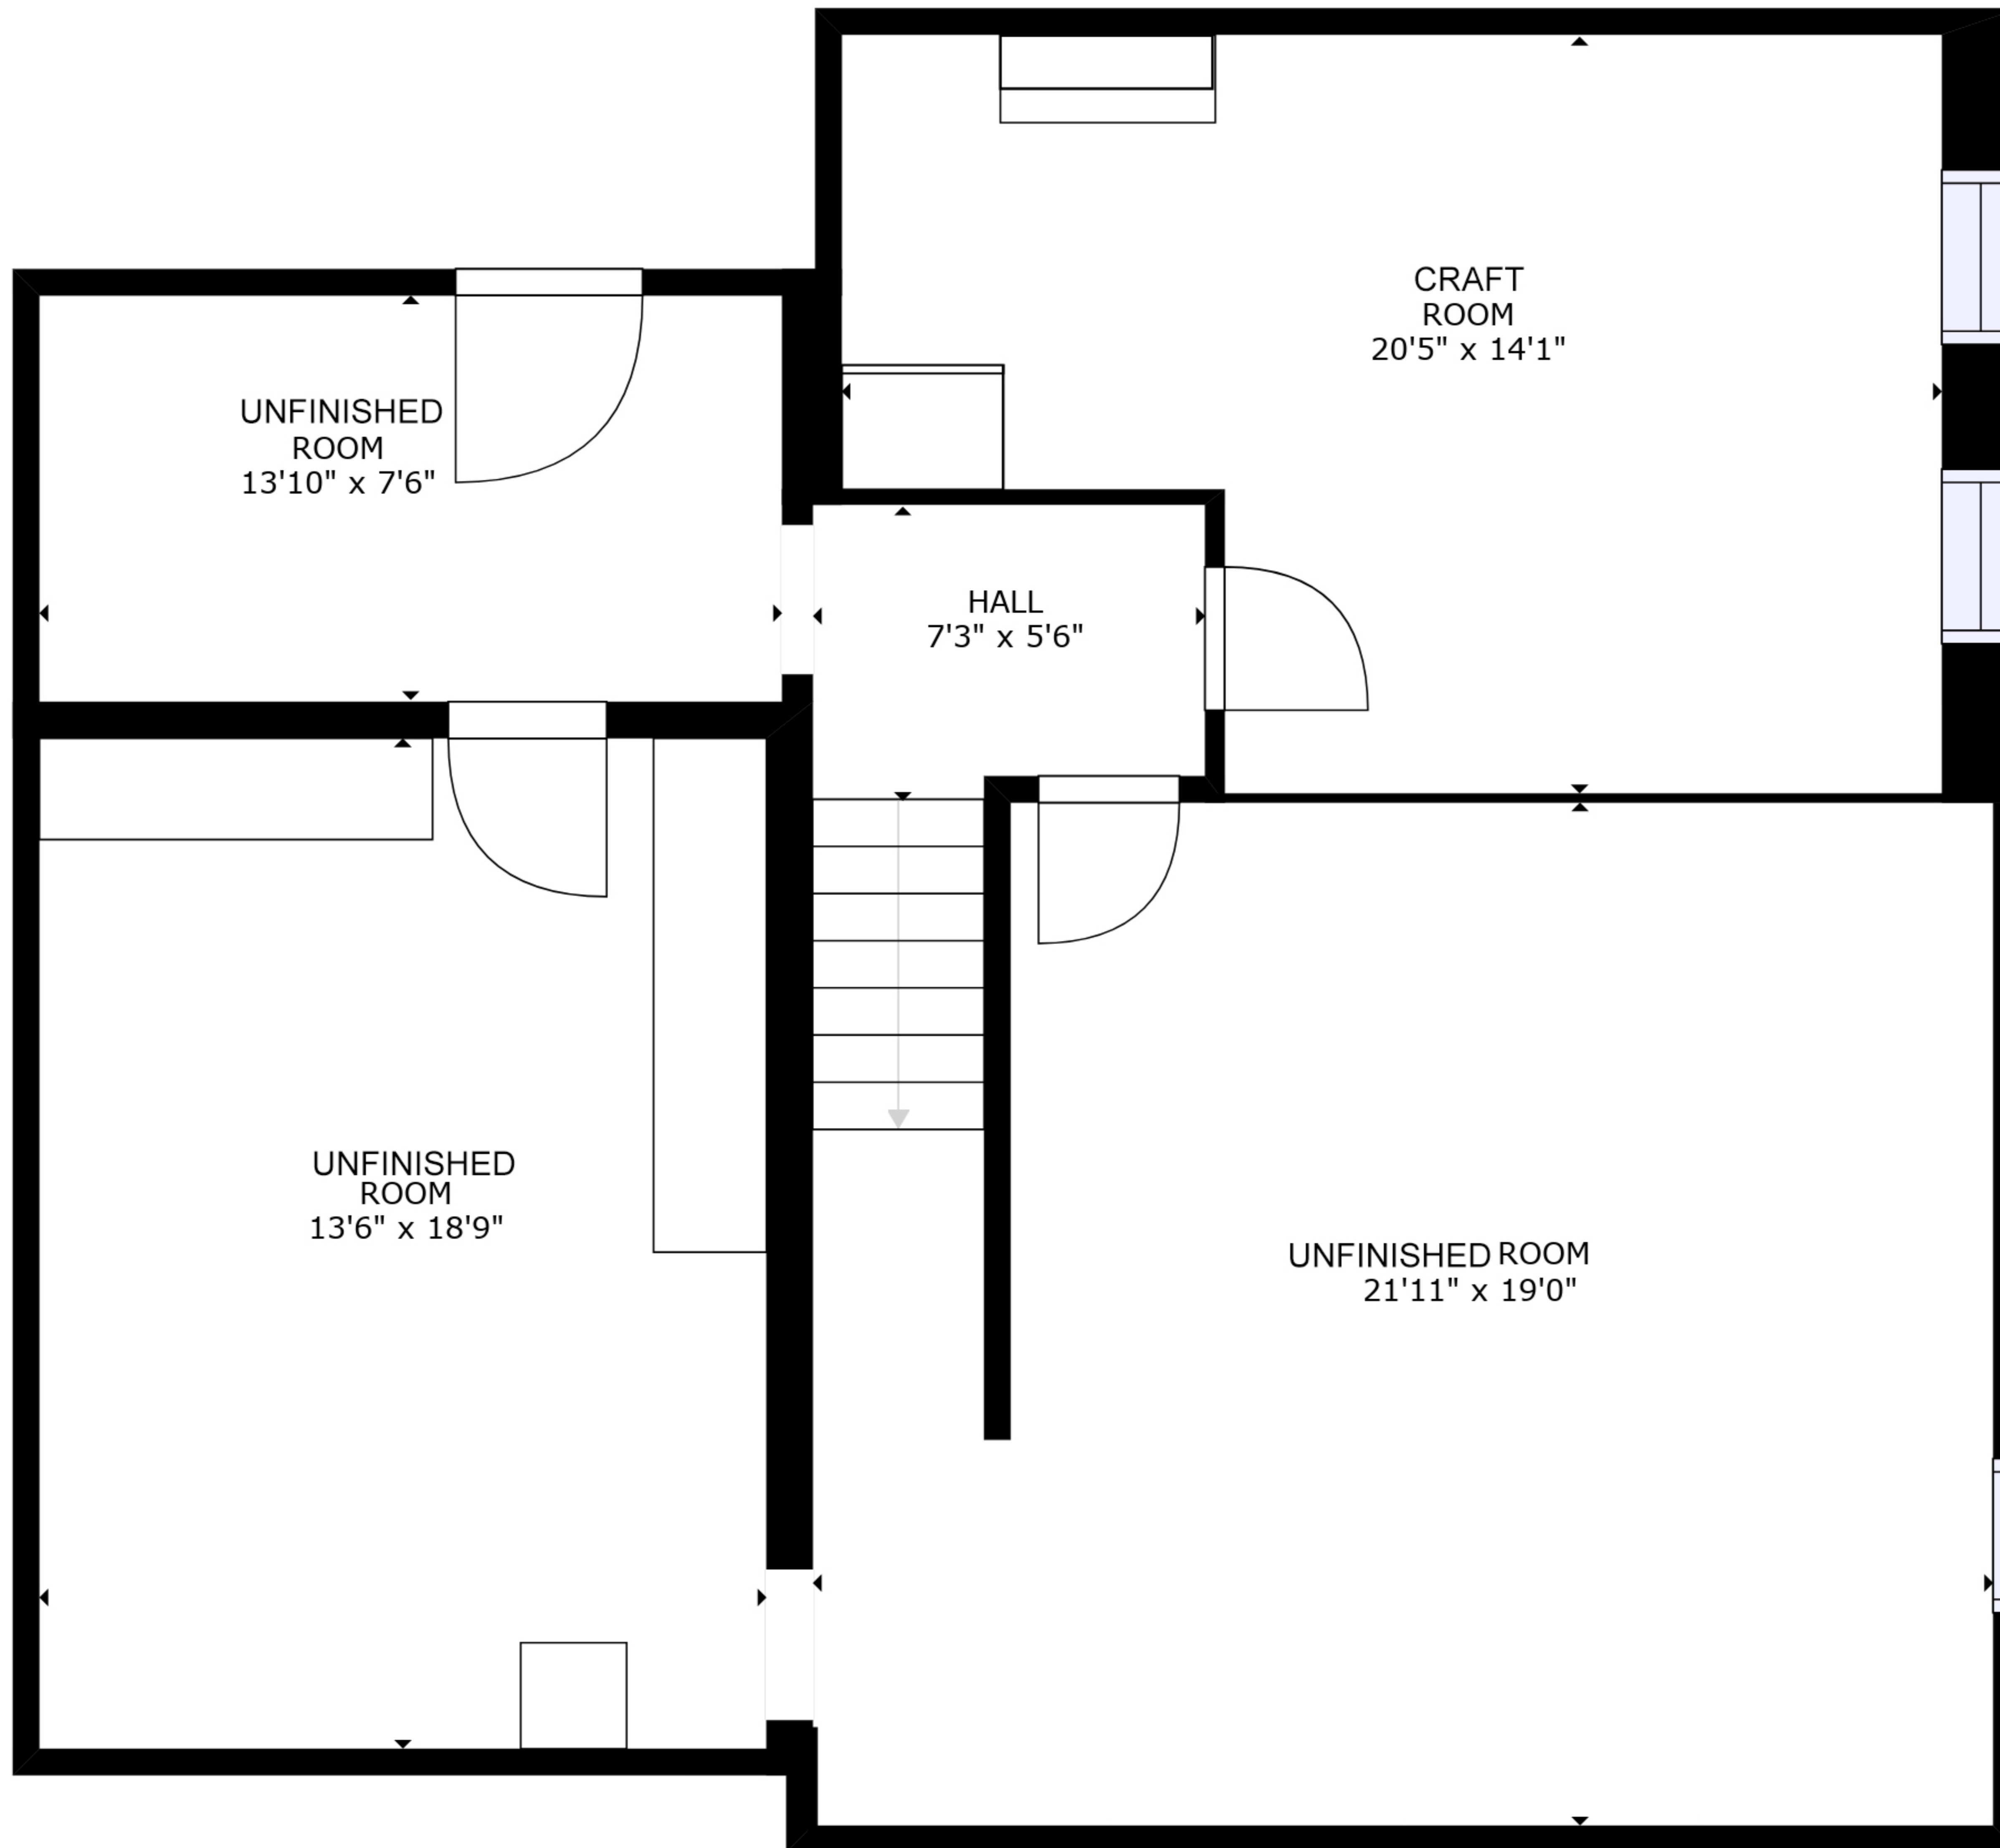 CRAFT
ROOM
20'5" x 14'1"
UNFINISHED
ROOM
13'10" x 7'6"
HALL
7'3" x 5'6"
UNFINISHED
ROOM
13'6" x 18'9"
UNFINISHED ROOM
21'11" x 19'0"